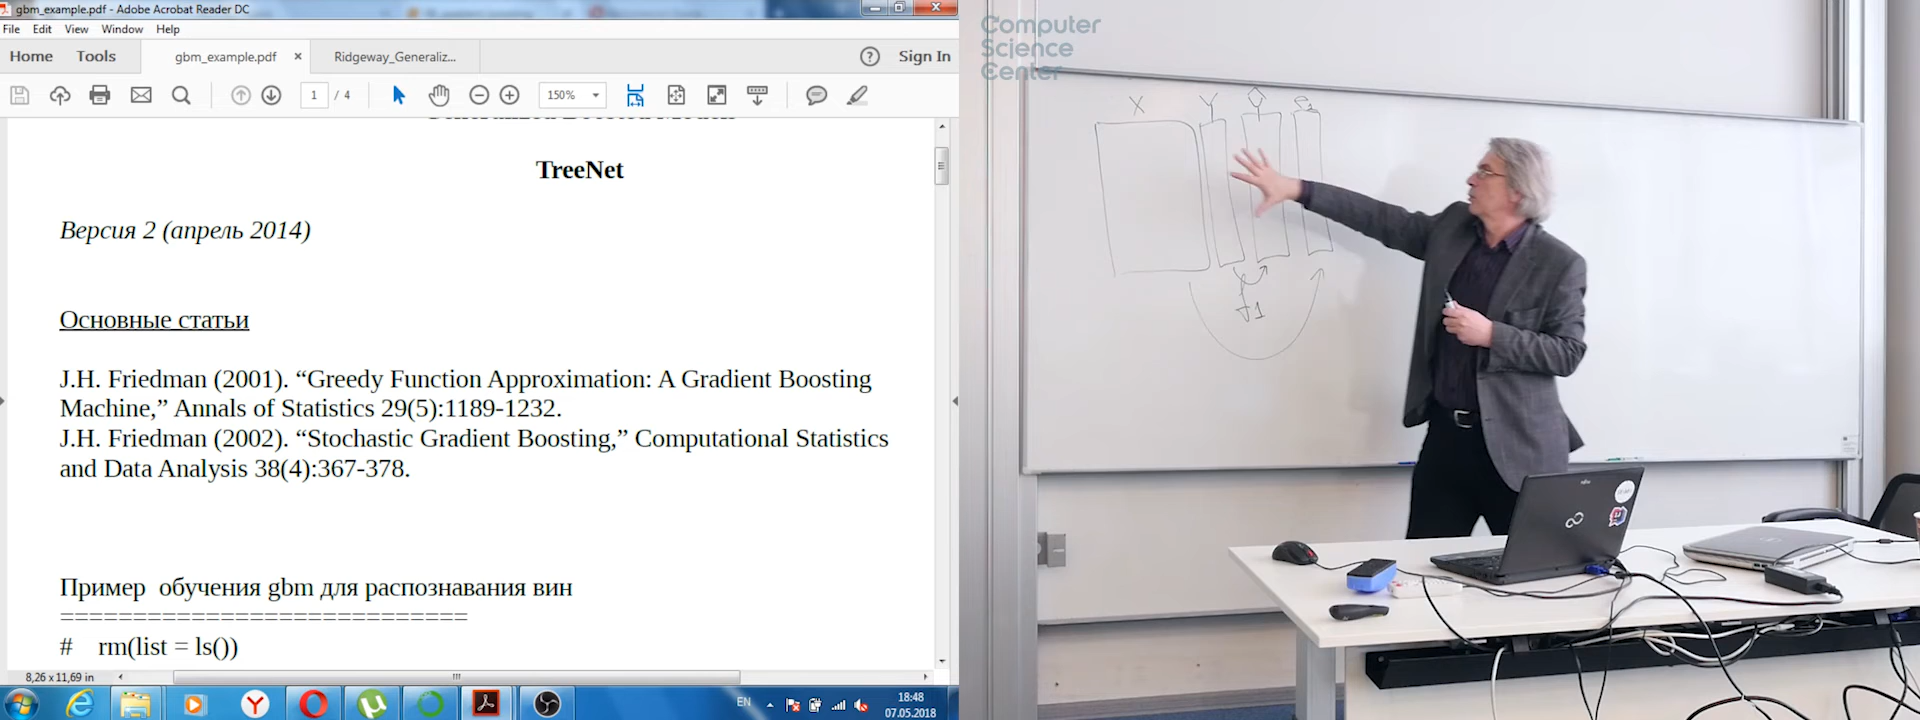 gbm_example.pdf - Adobe Acrobat Reader DC
File Edit View Window Help
Home Tools gbm_example.pdf × Ridgeway_Generaliz... Sign In
1 / 4 150%
TreeNet
Версия 2 (апрель 2014)
Основные статьи
J.H. Friedman (2001). “Greedy Function Approximation: A Gradient Boosting
Machine,” Annals of Statistics 29(5):1189-1232.
J.H. Friedman (2002). “Stochastic Gradient Boosting,” Computational Statistics
and Data Analysis 38(4):367-378.
Пример обучения gbm для распознавания вин
============================
# rm(list = ls())
8,26 x 11,69 in
EN
18:48
07.05.2018
Computer
Science
Center
X Y Ŷ e1
f1